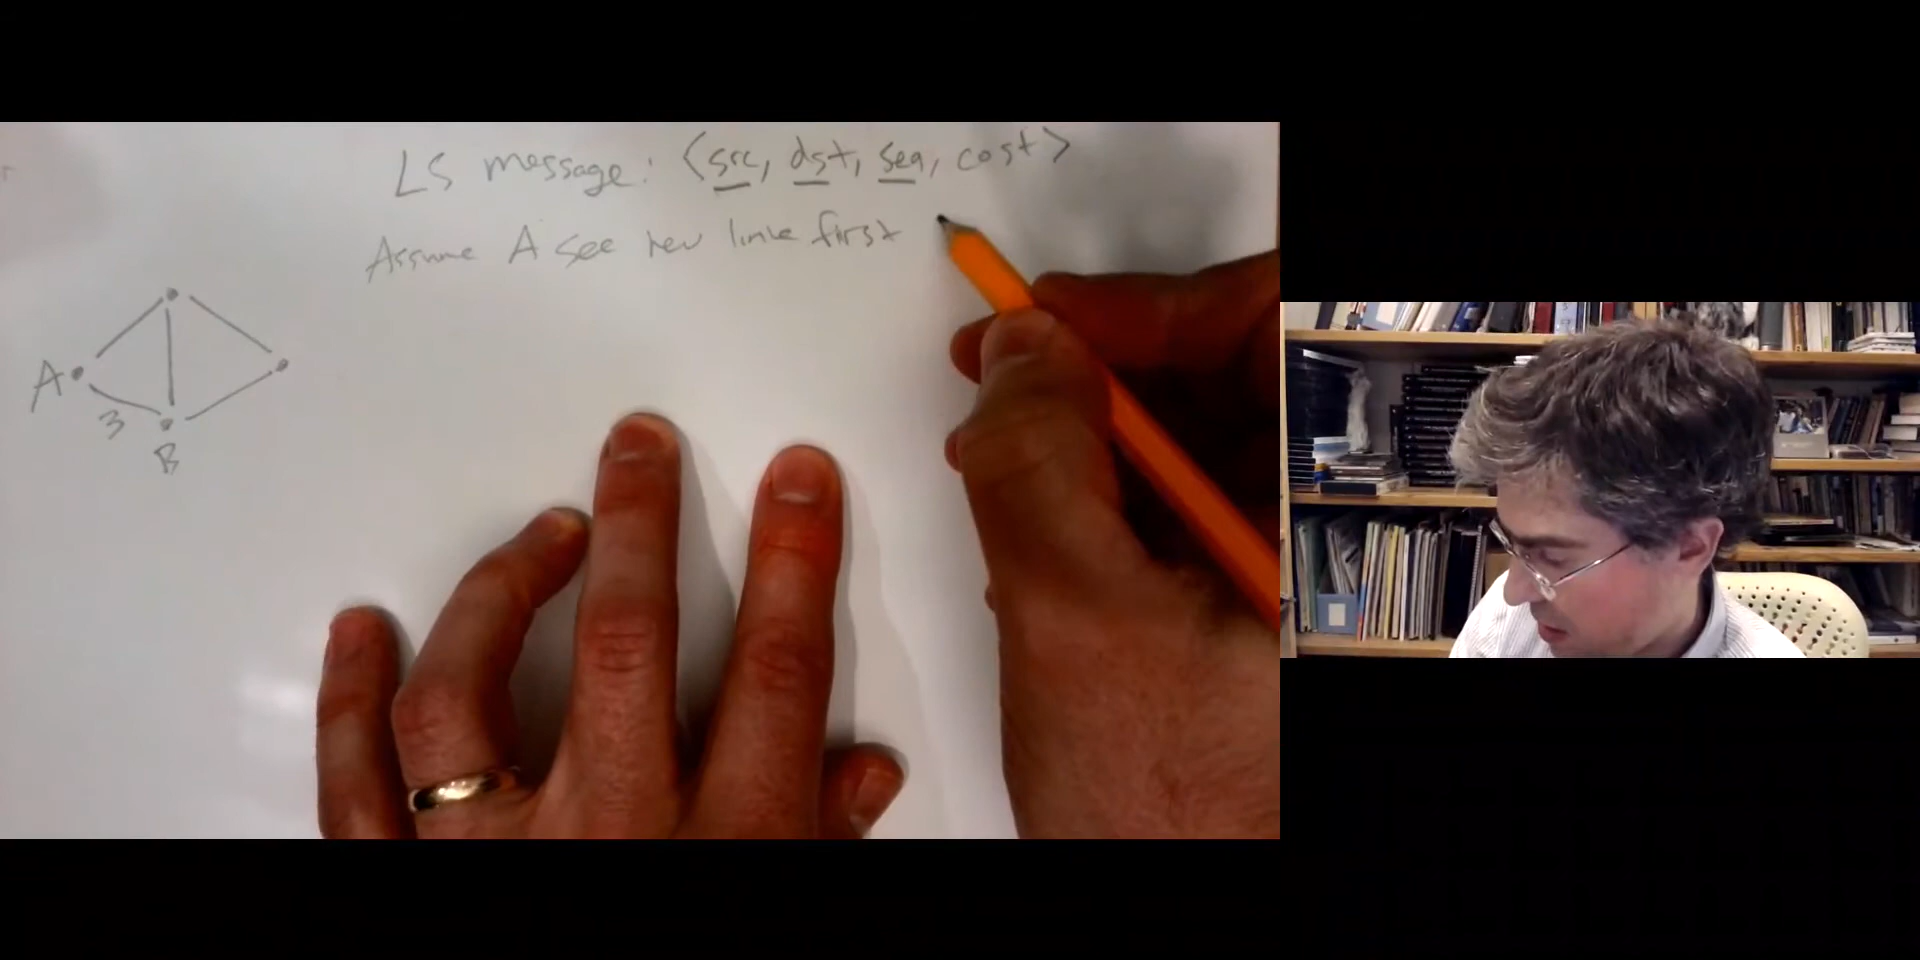 LS message: <src, dst, seq, cost>
Assume A see new link first
A
3
B